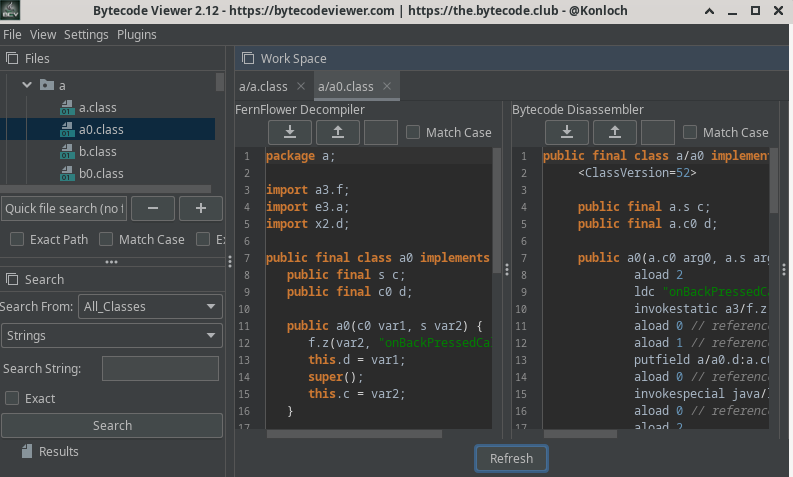 Bytecode Viewer 2.12 - https://bytecodeviewer.com | https://the.bytecode.club - @Konloch
File View Settings Plugins
Files
a
a.class
a0.class
b.class
b0.class
Quick file search (no f
Exact Path Match Case E
Search
Search From: All_Classes
Strings
Search String:
Exact
Search
Results
Work Space
a/a.class a/a0.class
FernFlower Decompiler
Match Case
1 package a;
2
3 import a3.f;
4 import e3.a;
5 import x2.d;
6
7 public final class a0 implements
8 public final s c;
9 public final c0 d;
10
11 public a0(c0 var1, s var2) {
12 f.z(var2, "onBackPressedCa
13 this.d = var1;
14 super();
15 this.c = var2;
16 }
17
Bytecode Disassembler
Match Case
1 public final class a/a0 implement
2 <ClassVersion=52>
3
4 public final a.s c;
5 public final a.c0 d;
6
7 public a0(a.c0 arg0, a.s arg
8 aload 2
9 ldc "onBackPressedCa
10 invokestatic a3/f.z
11 aload 0 // reference
12 aload 1 // reference
13 putfield a/a0.d:a.c0
14 aload 0 // reference
15 invokespecial java/l
16 aload 0 // reference
17 aload 2
Refresh